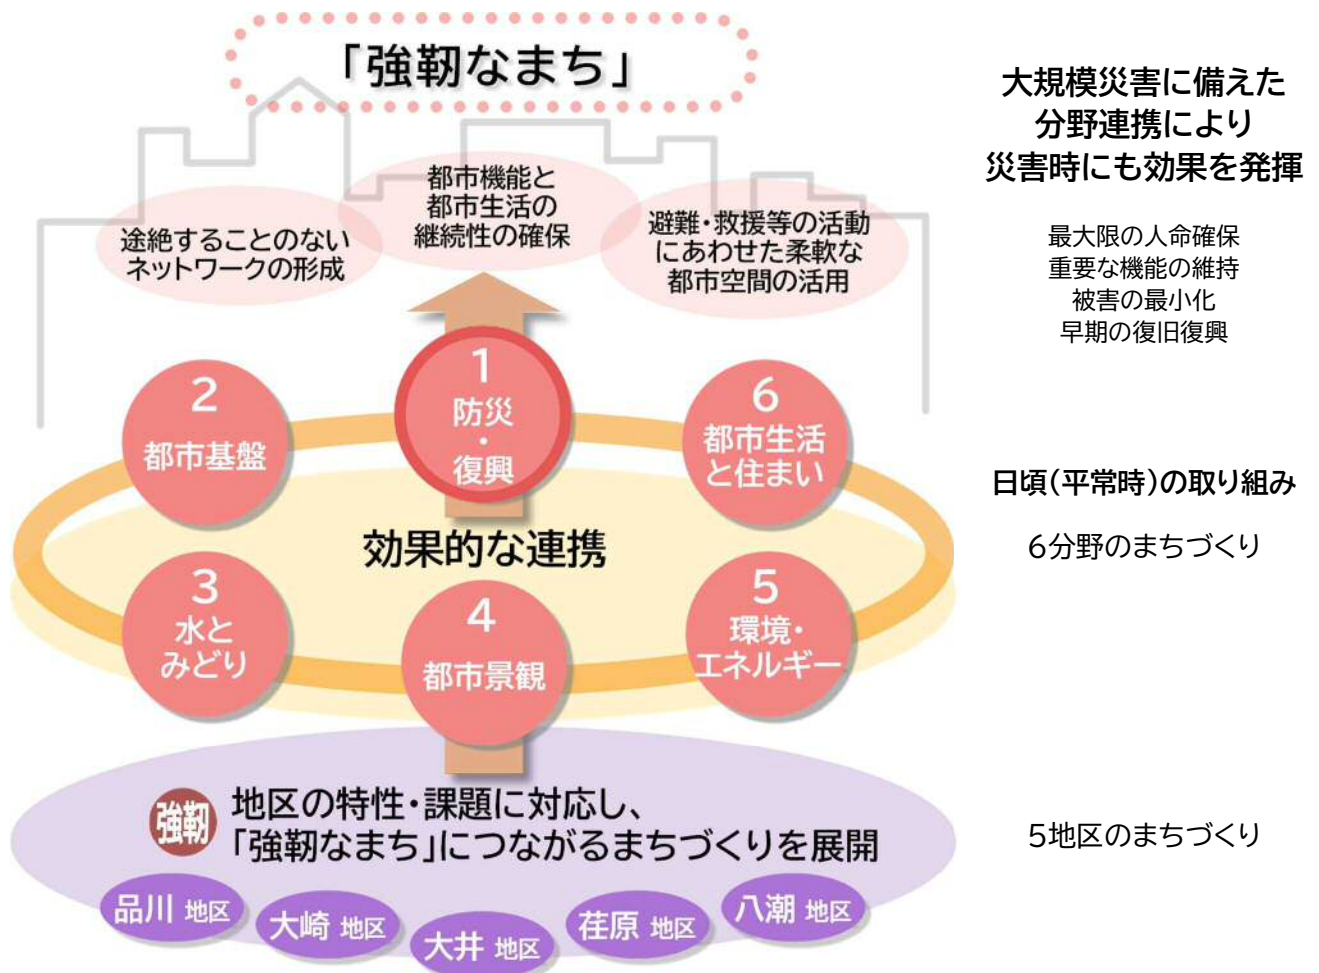 「強靭なまち」
大規模災害に備えた
分野連携により
災害時にも効果を発揮
最大限の人命確保
重要な機能の維持
被害の最小化
早期の復旧復興
途絶することのない
ネットワークの形成
都市機能と
都市生活の
継続性の確保
避難・救援等の活動
にあわせた柔軟な
都市空間の活用
1
防災
・
復興
2
都市基盤
6
都市生活
と住まい
日頃(平常時)の取り組み
6分野のまちづくり
効果的な連携
3
水と
みどり
4
都市景観
5
環境・
エネルギー
強靭
地区の特性・課題に対応し、
「強靭なまち」につながるまちづくりを展開
5地区のまちづくり
品川 地区
大崎 地区
大井 地区
荏原 地区
八潮 地区